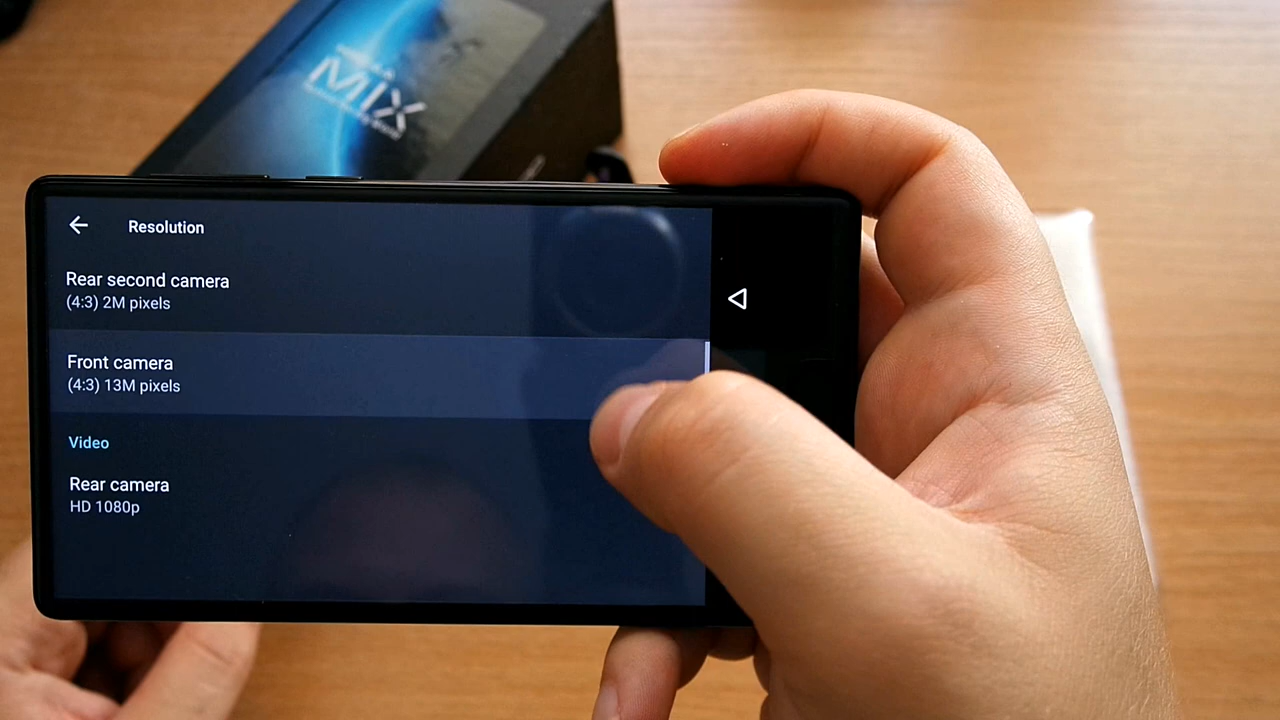 MIX
Resolution
Rear second camera
(4:3) 2M pixels
Front camera
(4:3) 13M pixels
Video
Rear camera
HD 1080p